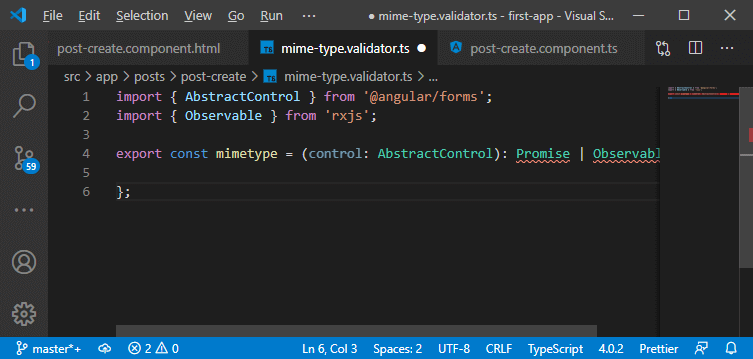 File Edit Selection View Go Run ... ● mime-type.validator.ts - first-app - Visual S...
post-create.component.html TS mime-type.validator.ts ● post-create.component.ts ...
1
src > app > posts > post-create > TS mime-type.validator.ts > ...
1 import { AbstractControl } from '@angular/forms';
2 import { Observable } from 'rxjs';
3
4 export const mimetype = (control: AbstractControl): Promise | Observabl
5
6 };
59
master*+ 2 0 Ln 6, Col 3 Spaces: 2 UTF-8 CRLF TypeScript 4.0.2 Prettier